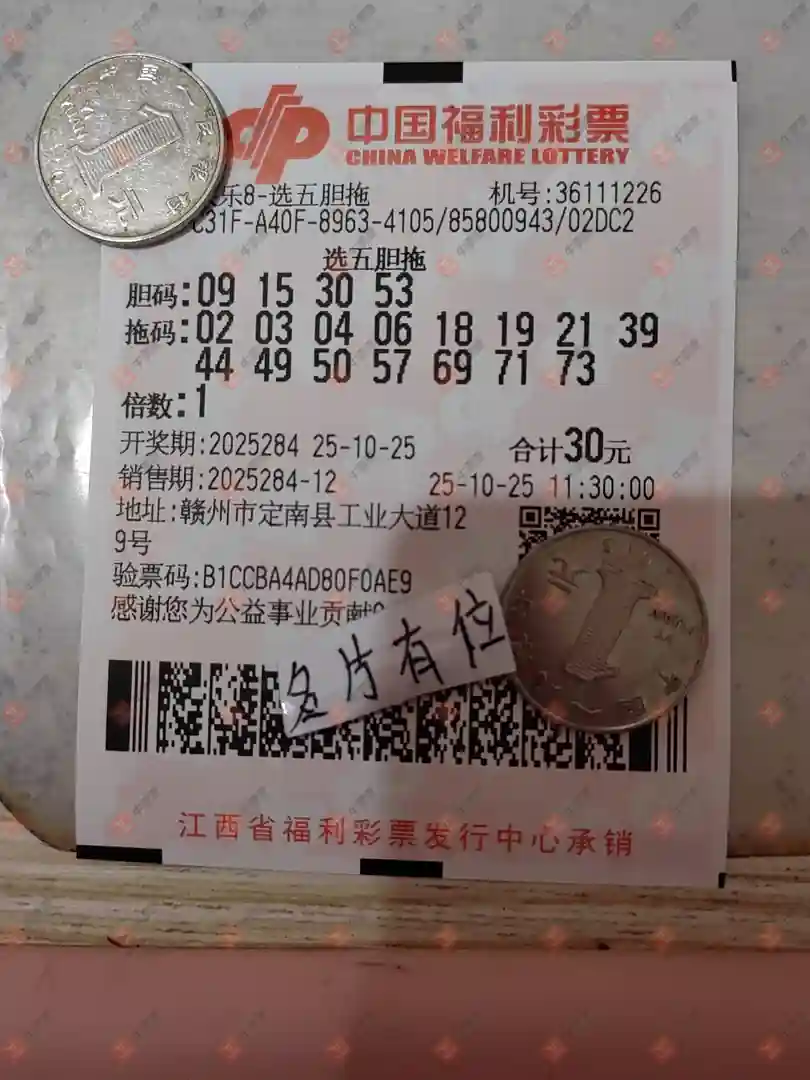 中国福利彩票
CHINA WELFARE LOTTERY
乐8-选五胆拖 机号:36111226
C31F-A40F-8963-4105/85800943/02DC2
选五胆拖
胆码:09 15 30 53
拖码:02 03 04 06 18 19 21 39
44 49 50 57 69 71 73
倍数:1
开奖期:2025284 25-10-25 合计30元
销售期:2025284-12 25-10-25 11:30:00
地址:赣州市定南县工业大道12
9号
验票码:B1CCBA4AD80F0AE9
感谢您为公益事业贡献
名片有位
江西省福利彩票发行中心承销
1
元